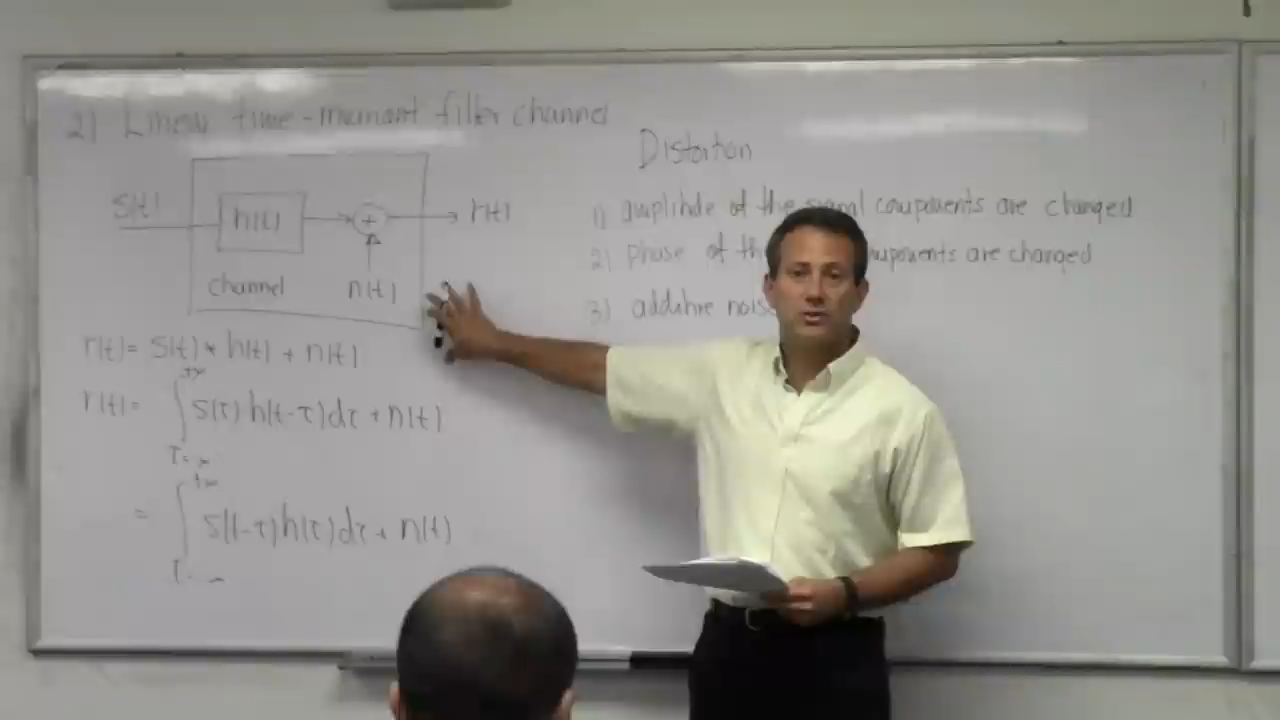 2) Linear time-invariant filter channel
s(t)
h(t)
+
r(t)
channel
n(t)
r(t) = s(t) * h(t) + n(t)
r(t) = ∫_{τ=-∞}^{+∞} s(τ) h(t-τ) dτ + n(t)
= ∫_{τ=-∞}^{+∞} s(t-τ) h(τ) dτ + n(t)
Distortion
1) amplitude of the signal components are changed
2) phase of the components are changed
3) additive noise